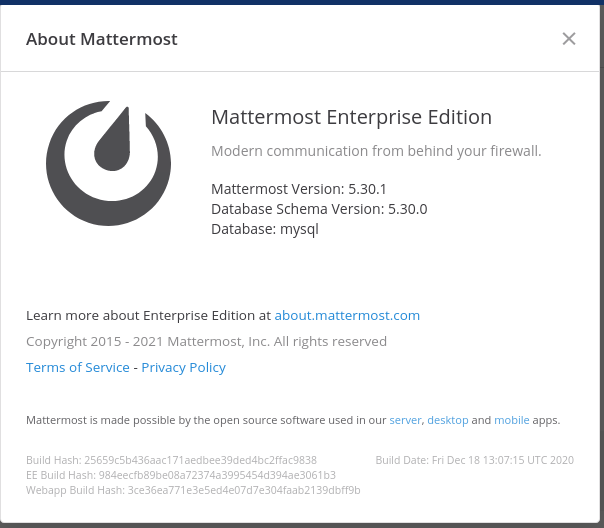 About Mattermost
Mattermost Enterprise Edition
Modern communication from behind your firewall.
Mattermost Version: 5.30.1
Database Schema Version: 5.30.0
Database: mysql
Learn more about Enterprise Edition at about.mattermost.com
Copyright 2015 - 2021 Mattermost, Inc. All rights reserved
Terms of Service - Privacy Policy
Mattermost is made possible by the open source software used in our server, desktop and mobile apps.
Build Hash: 25659c5b436aac171aedbee39ded4bc2ffac9838 Build Date: Fri Dec 18 13:07:15 UTC 2020
EE Build Hash: 984eecfb89be08a72374a3995454d394ae3061b3
Webapp Build Hash: 3ce36ea771e3e5ed4e07d7e304faab2139dbff9b